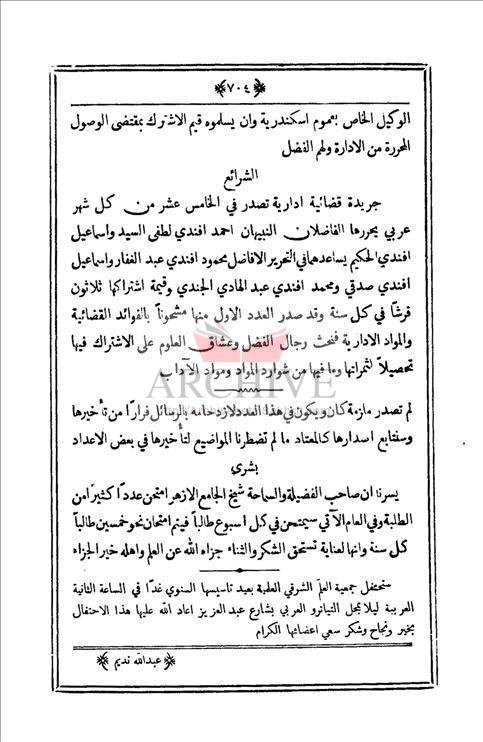 ٧٠٤
الوكيل الخاص بعموم اسكندرية وان يسلموه قيم الاشتراك بمقتضى الوصول
المحررة من الادارة ولهم الفضل
الشرائع
جريدة قضائية ادارية تصدر في الخامس عشر من كل شهر
عربي يحررها الفاضلان النبيهان احمد افندي لطفي السيد واسماعيل
افندي الحكيم يساعدهما في التحرير الافاضل محمود افندي عبد الغفار واسماعيل
افندي صدقي ومحمد افندي عبد الهادي الجندي وقيمة اشتراكها ثلاثون
قرشاً في كل سنة وقد صدر العدد الاول منها مشحوناً بالفوائد القضائية
والمواد الادارية فنحث رجال الفضل وعشاق العلوم على الاشتراك فيها
تحصيلاً لثمراتها وما فيها من شوارد المواد ومواد الآداب
ARCHIVE
لم تصدر مازمة كان ويكون في هذا العدد لازدحامه بالرسائل فراراً من تأخيرها
وسنتابع اصدارها كالمعتاد ما لم تضطرنا المواضيع لتأخيرها في بعض الاعداد
بشرى
يسرنا ان صاحب الفضيلة والسماحة شيخ الجامع الازهر امتحن عدداً كثيراً من
الطلبة وفي العام الآتي سيمتحن في كل اسبوع طالباً فيتم امتحان نحو خمسين طالباً
كل سنة وانها لعناية تستحق الشكر والثناء جزاه الله عن العلم واهله خير الجزاء
ستحتفل جمعية العلم الشرقي العلمية بعيد تاسيسها السنوي غداً في الساعة الثانية
العربية ليلا بمحل التياترو العربي بشارع عبد العزيز اعاد الله عليها هذا الاحتفال
بخير ونجاح وشكر سعي اعضائها الكرام
عبدالله نديم